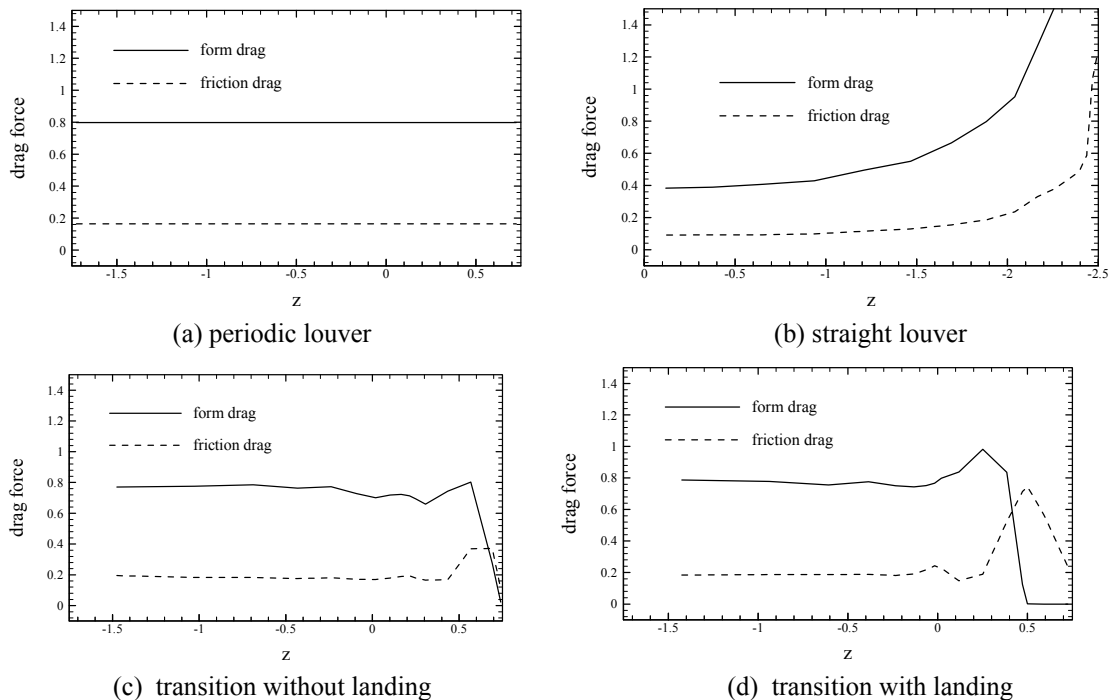 1.4
1.2
1
0.8
0.6
0.4
0.2
0
drag force
form drag
friction drag
-1.5
-1
-0.5
0
0.5
z
(a) periodic louver
1.4
1.2
1
0.8
0.6
0.4
0.2
0
drag force
form drag
friction drag
0
-0.5
-1
-1.5
-2
-2.5
z
(b) straight louver
1.4
1.2
1
0.8
0.6
0.4
0.2
0
drag force
form drag
friction drag
-1.5
-1
-0.5
0
0.5
z
(c) transition without landing
1.4
1.2
1
0.8
0.6
0.4
0.2
0
drag force
form drag
friction drag
-1.5
-1
-0.5
0
0.5
z
(d) transition with landing